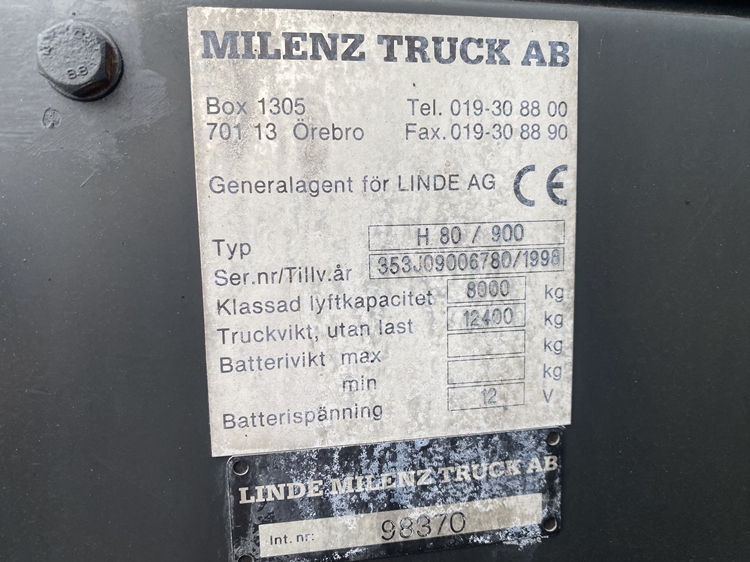 8.8
MILENZ TRUCK AB
Box 1305 Tel. 019-30 88 00
701 13 Örebro Fax. 019-30 88 90
Generalagent för LINDE AG CE
Typ H 80 / 900
Ser.nr/Tillv.år 353J09006780/1998
Klassad lyftkapacitet 8000 kg
Truckvikt, utan last 12400 kg
Batterivikt max kg
min kg
Batterispänning 12 V
LINDE MILENZ TRUCK AB
Int. nr: 98370